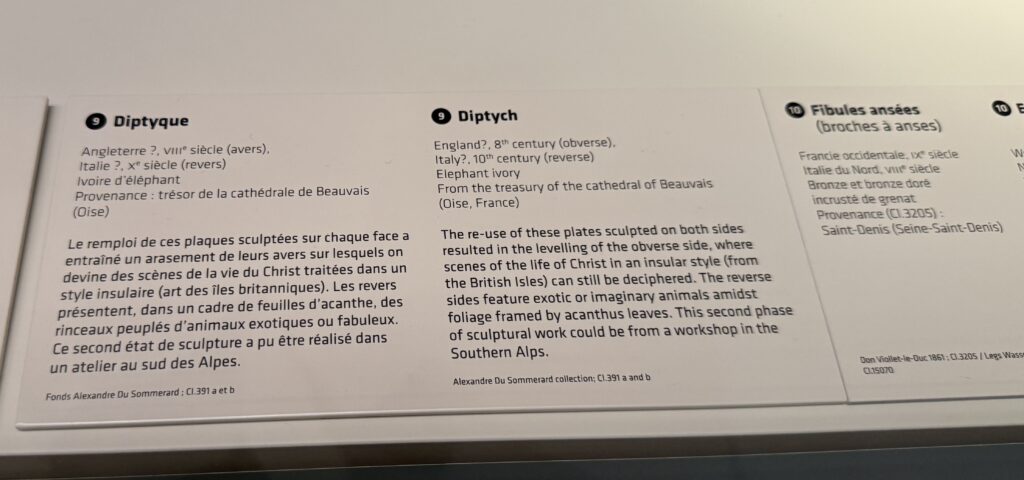 9 Diptyque
Angleterre ?, VIIIᵉ siècle (avers),
Italie ?, Xᵉ siècle (revers)
Ivoire d'éléphant
Provenance : trésor de la cathédrale de Beauvais
(Oise)
Le remploi de ces plaques sculptées sur chaque face a
entraîné un arasement de leurs avers sur lesquels on
devine des scènes de la vie du Christ traitées dans un
style insulaire (art des îles britanniques). Les revers
présentent, dans un cadre de feuilles d'acanthe, des
rinceaux peuplés d'animaux exotiques ou fabuleux.
Ce second état de sculpture a pu être réalisé dans
un atelier au sud des Alpes.
Fonds Alexandre Du Sommerard ; Cl.391 a et b
9 Diptych
England?, 8th century (obverse),
Italy?, 10th century (reverse)
Elephant ivory
From the treasury of the cathedral of Beauvais
(Oise, France)
The re-use of these plates sculpted on both sides
resulted in the levelling of the obverse side, where
scenes of the life of Christ in an insular style (from
the British Isles) can still be deciphered. The reverse
sides feature exotic or imaginary animals amidst
foliage framed by acanthus leaves. This second phase
of sculptural work could be from a workshop in the
Southern Alps.
Alexandre Du Sommerard collection; Cl.391 a and b
10 Fibules ansées
(broches à anses)
Francie occidentale, IXᵉ siècle
Italie du Nord, VIIIᵉ siècle
Bronze et bronze doré
incrusté de grenat
Provenance (Cl.3205) :
Saint-Denis (Seine-Saint-Denis)
Don Viollet-le-Duc 1861 ; Cl.3205 / Legs
Cl.15070
10